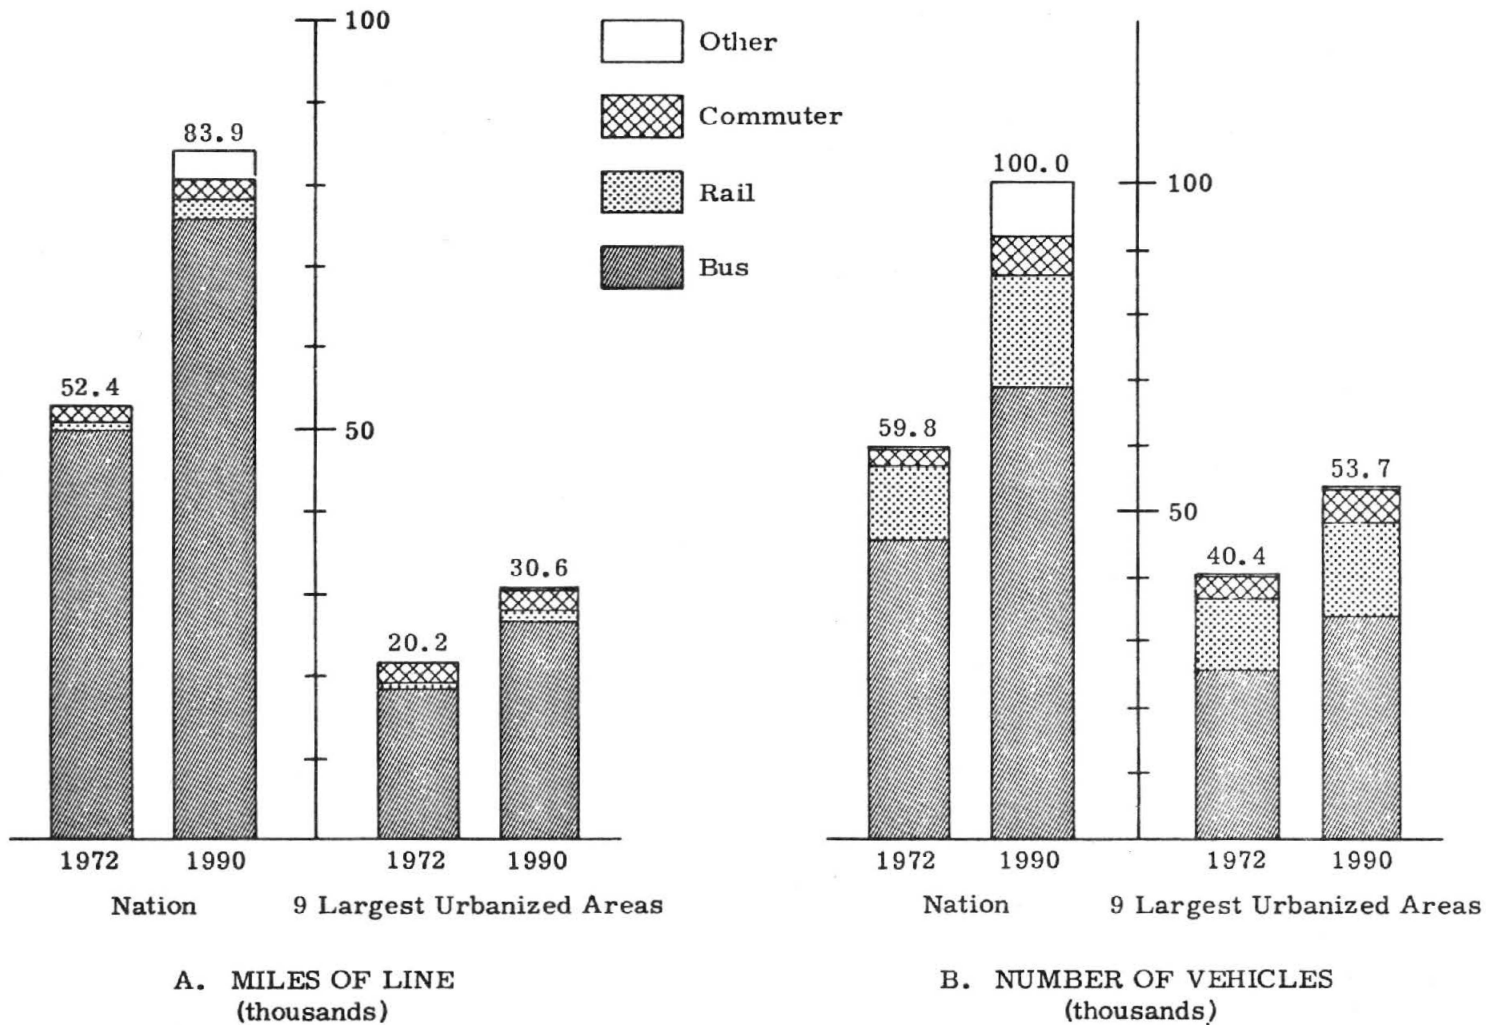 100
Other
Commuter
Rail
Bus
83.9
52.4
50
20.2
30.6
1972 1990 1972 1990
Nation 9 Largest Urbanized Areas
A. MILES OF LINE
(thousands)
100.0
100
59.8
50
40.4
53.7
1972 1990 1972 1990
Nation 9 Largest Urbanized Areas
B. NUMBER OF VEHICLES
(thousands)